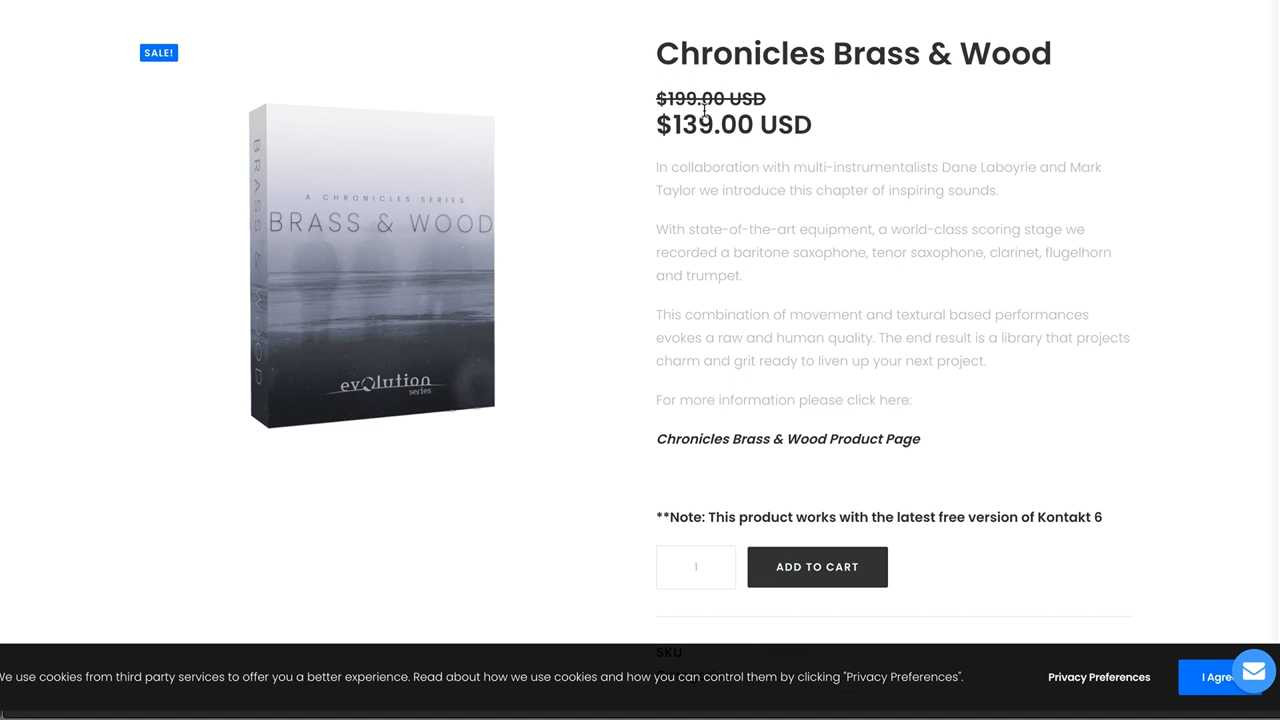 SALE!
Chronicles Brass & Wood
$199.00 USD
$139.00 USD
In collaboration with multi-instrumentalists Dane Laboyrie and Mark
Taylor we introduce this chapter of inspiring sounds.
With state-of-the-art equipment, a world-class scoring stage we
recorded a baritone saxophone, tenor saxophone, clarinet, flugelhorn
and trumpet.
This combination of movement and textural based performances
evokes a raw and human quality. The end result is a library that projects
charm and grit ready to liven up your next project.
For more information please click here:
Chronicles Brass & Wood Product Page
**Note: This product works with the latest free version of Kontakt 6
1
ADD TO CART
SKU
BRASS & WOOD
A CHRONICLES SERIES
BRASS & WOOD
evolution
series
We use cookies from third party services to offer you a better experience. Read about how we use cookies and how you can control them by clicking "Privacy Preferences".
Privacy Preferences
I Agre